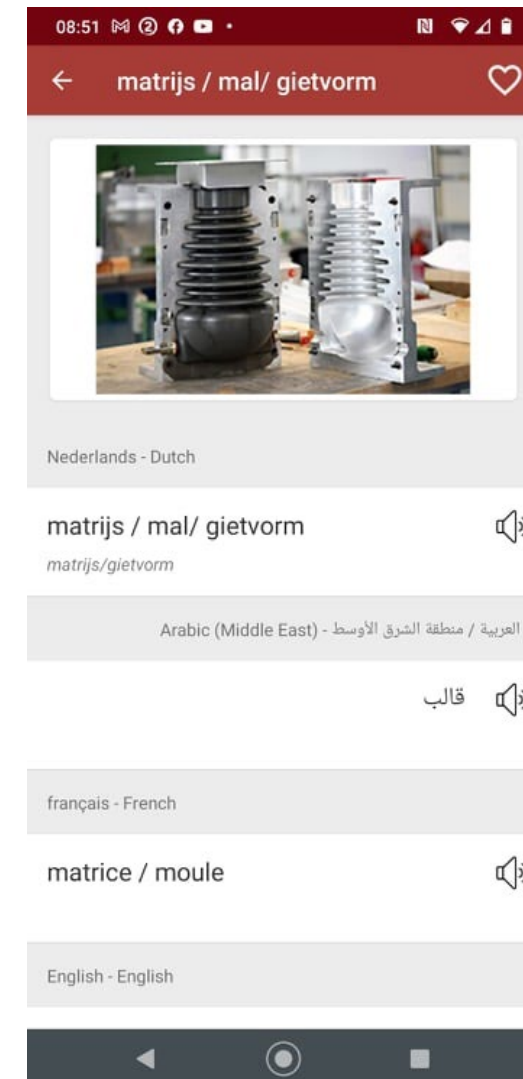 08:51
matrijs / mal/ gietvorm
Nederlands - Dutch
matrijs / mal/ gietvorm
matrijs/gietvorm
العربية / منطقة الشرق الأوسط - Arabic (Middle East)
قالب
français - French
matrice / moule
English - English